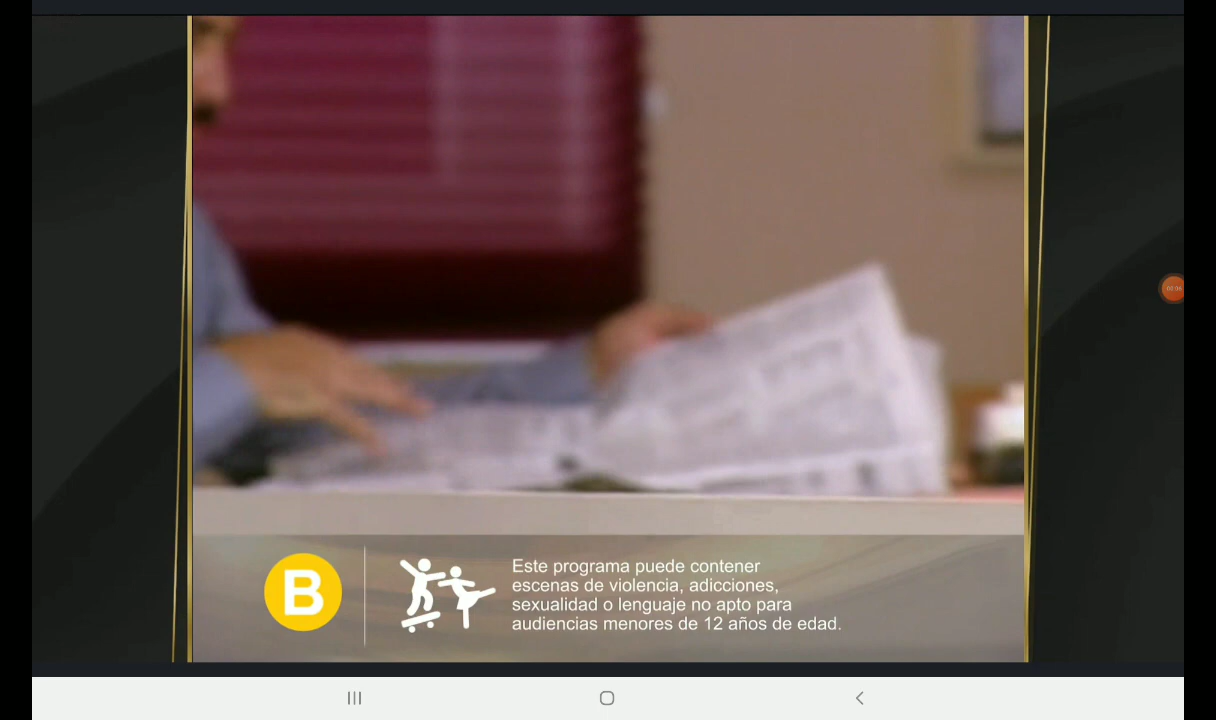 B
Este programa puede contener
escenas de violencia, adicciones,
sexualidad o lenguaje no apto para
audiencias menores de 12 años de edad.